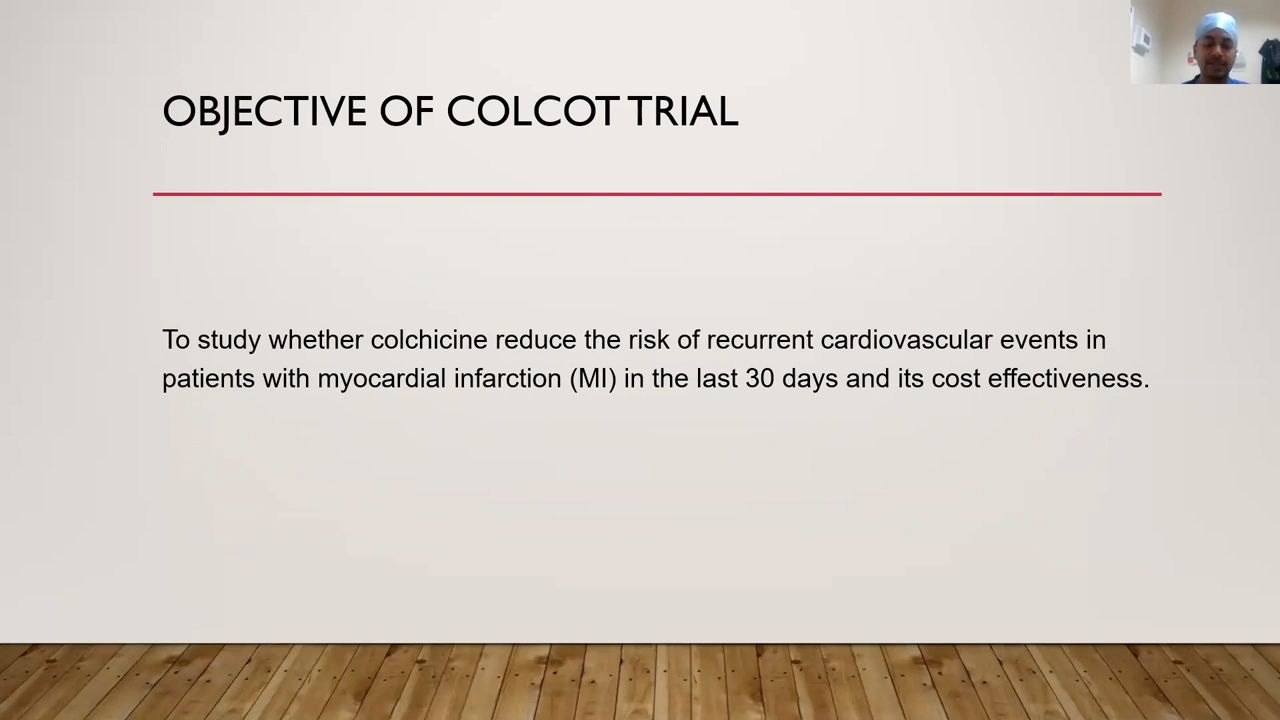 OBJECTIVE OF COLCOT TRIAL
To study whether colchicine reduce the risk of recurrent cardiovascular events in
patients with myocardial infarction (MI) in the last 30 days and its cost effectiveness.